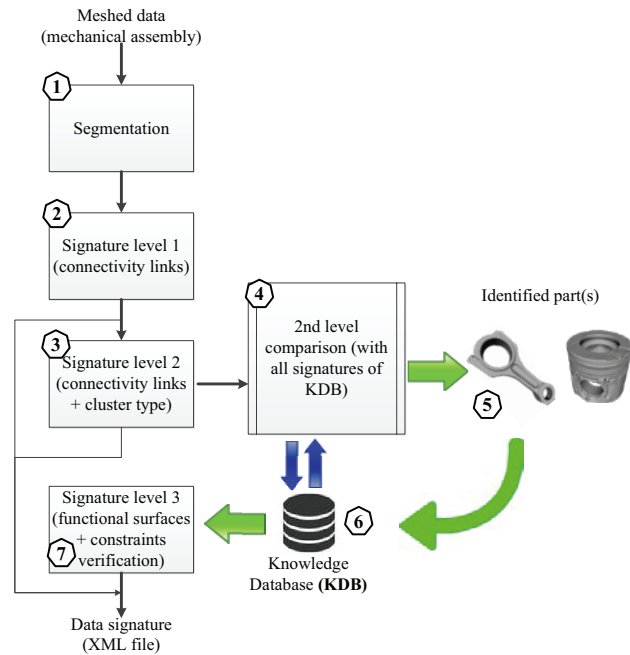 Meshed data
(mechanical assembly)
1
Segmentation
2
Signature level 1
(connectivity links)
3
Signature level 2
(connectivity links
+ cluster type)
4
2nd level
comparison (with
all signatures of
KDB)
Identified part(s)
5
6
Knowledge
Database (KDB)
Signature level 3
(functional surfaces
+ constraints
verification)
7
Data signature
(XML file)